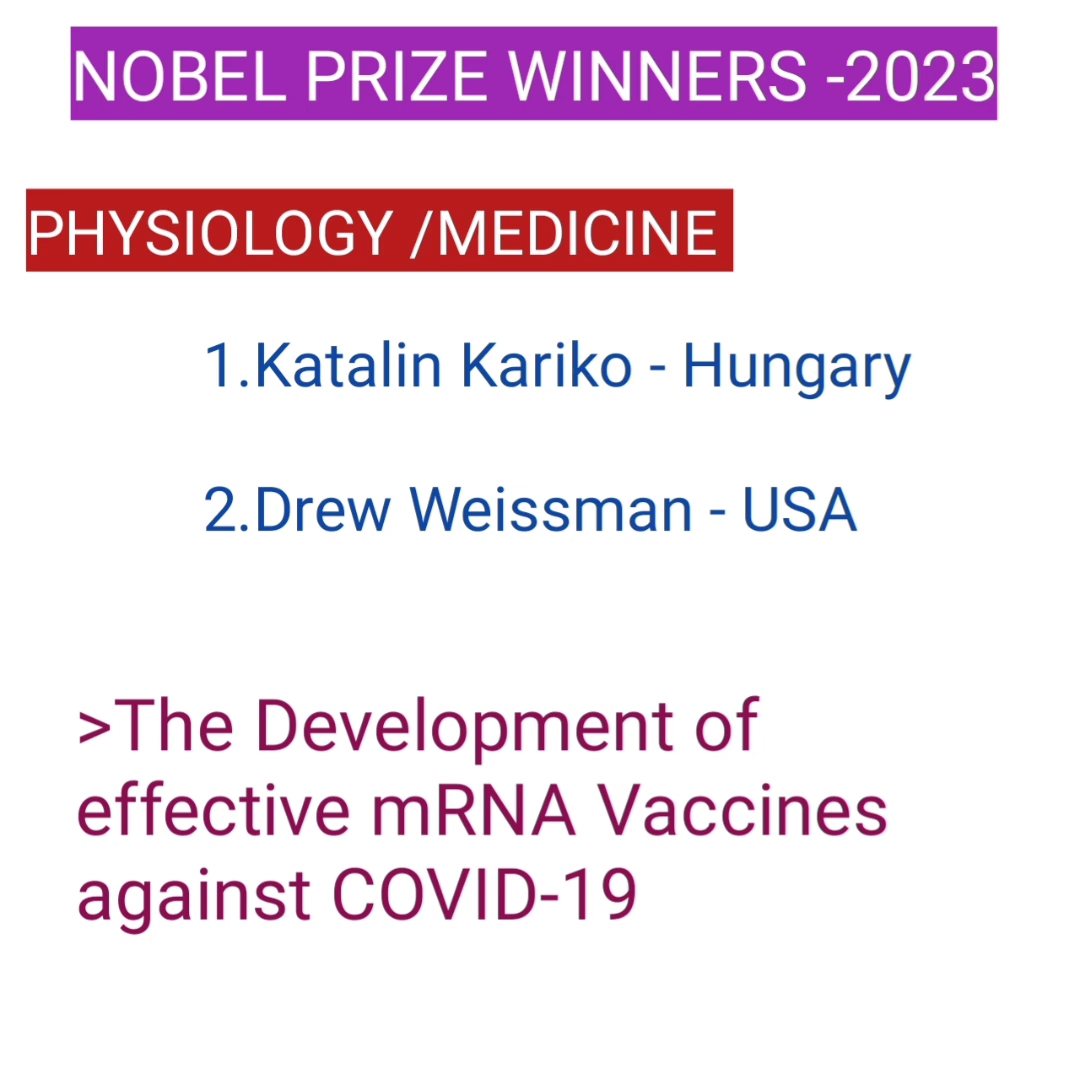 NOBEL PRIZE WINNERS -2023
PHYSIOLOGY /MEDICINE
1.Katalin Kariko - Hungary
2.Drew Weissman - USA
>The Development of
effective mRNA Vaccines
against COVID-19